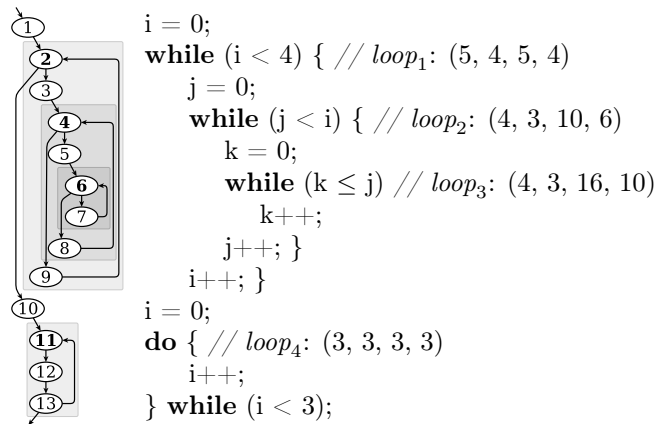 1 i = 0;
2 while (i < 4) { // loop₁: (5, 4, 5, 4)
3 j = 0;
4 while (j < i) { // loop₂: (4, 3, 10, 6)
5 k = 0;
6 while (k ≤ j) // loop₃: (4, 3, 16, 10)
7 k++;
8 j++; }
9 i++; }
10 i = 0;
11 do { // loop₄: (3, 3, 3, 3)
12 i++;
13 } while (i < 3);